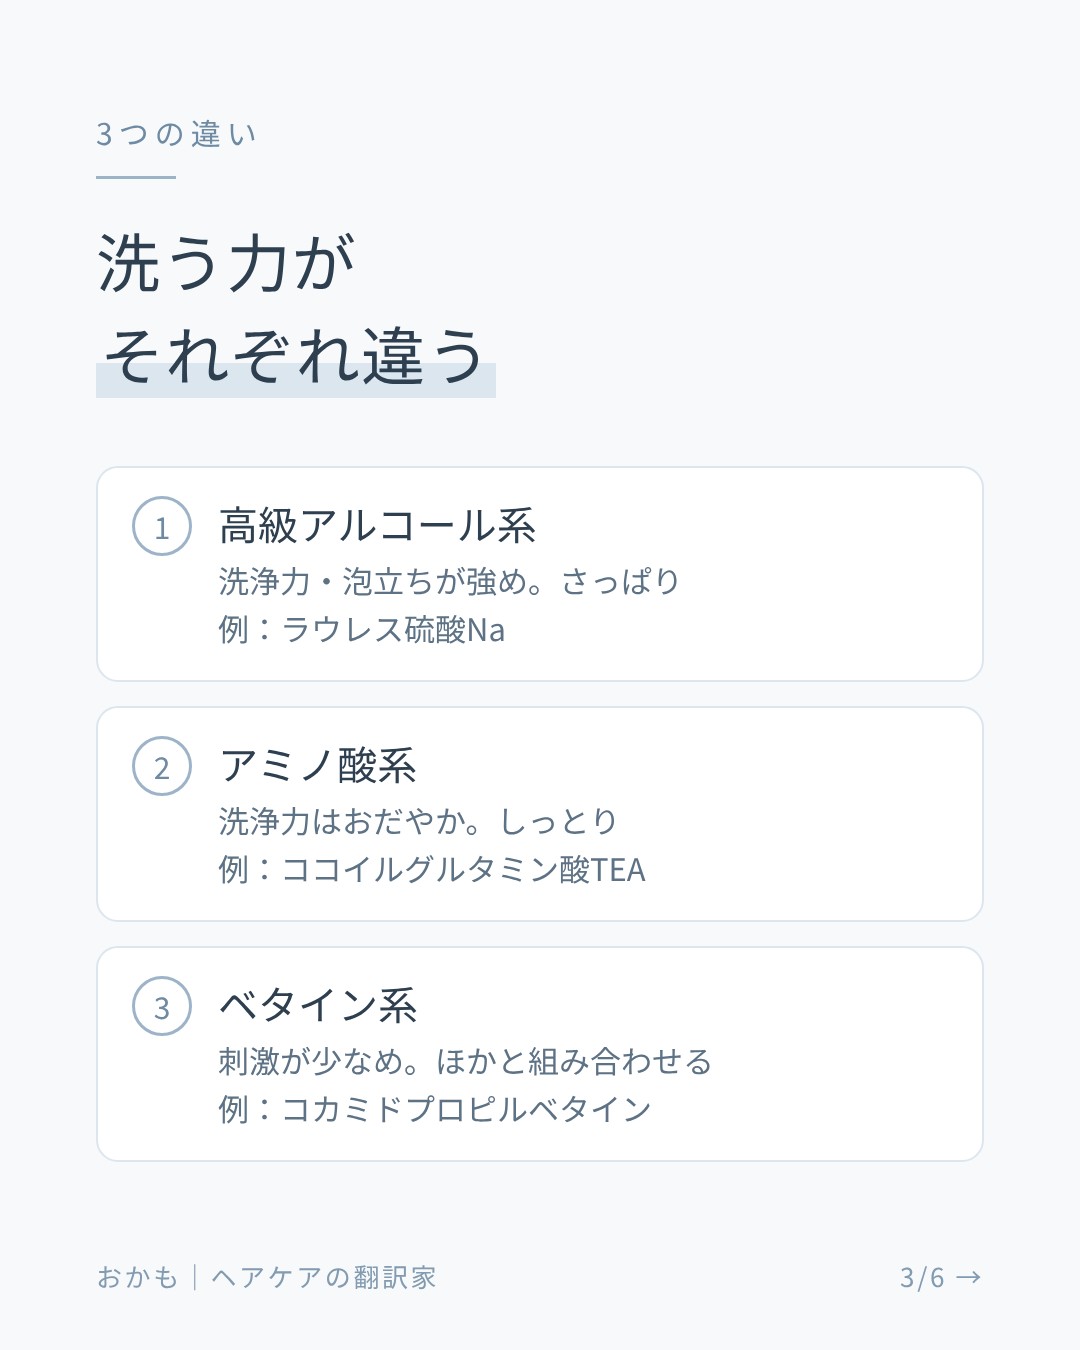 3つの違い
洗う力が
それぞれ違う
1 高級アルコール系
洗浄力・泡立ちが強め。さっぱり
例：ラウレス硫酸Na
2 アミノ酸系
洗浄力はおだやか。しっとり
例：ココイルグルタミン酸TEA
3 ベタイン系
刺激が少なめ。ほかと組み合わせる
例：コカミドプロピルベタイン
おかも｜ヘアケアの翻訳家
3/6 →